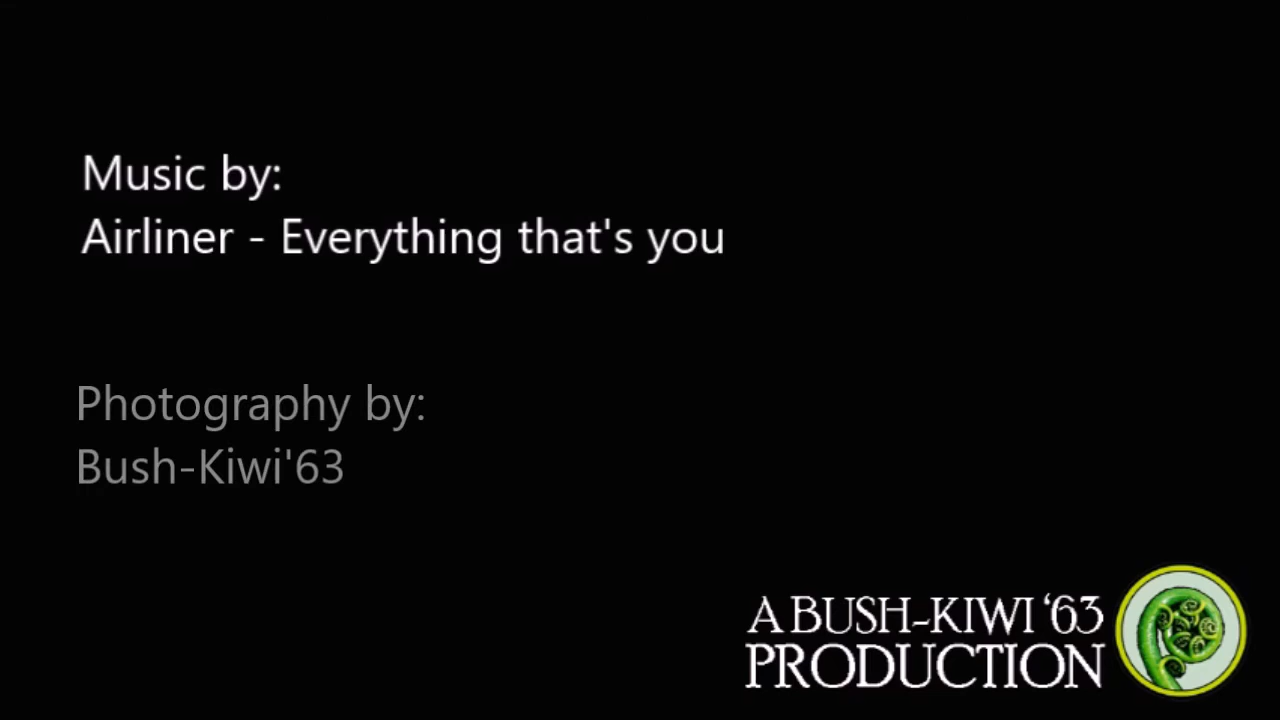 Music by:
Airliner - Everything that's you
Photography by:
Bush-Kiwi'63
A BUSH-KIWI ‘63
PRODUCTION